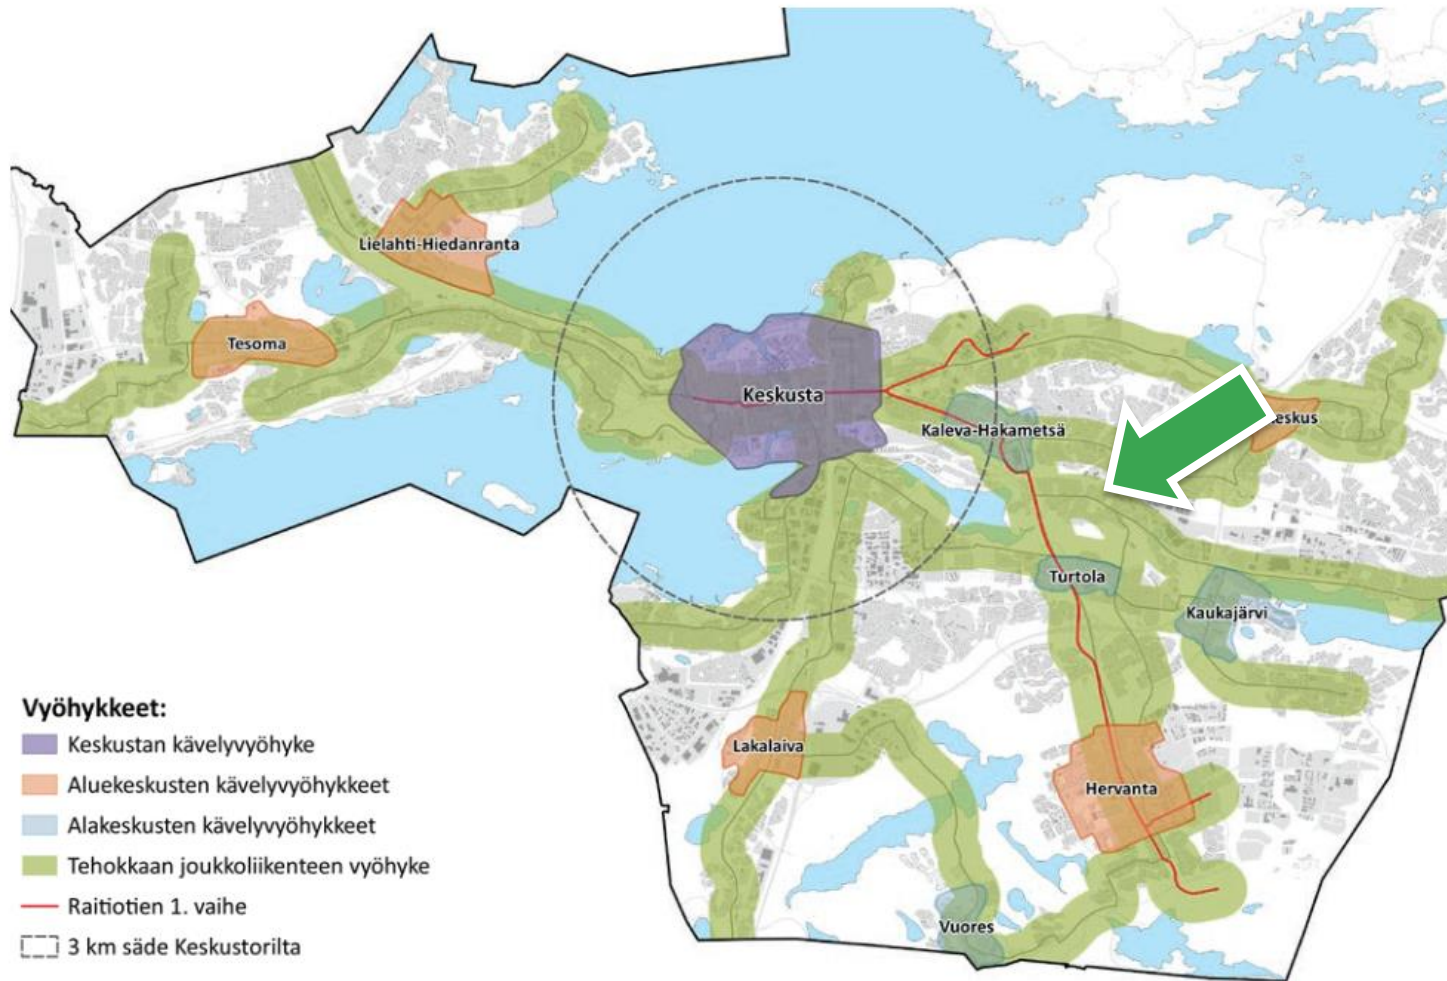 Lielahti-Hiedanranta
Tesoma
Keskusta
Kaleva-Hakametsä
Turtola
Kaukajärvi
Lakalaiva
Hervanta
Vuores
Vyöhykkeet:
Keskustan kävelyvyöhyke
Aluekeskusten kävelyvyöhykkeet
Alakeskusten kävelyvyöhykkeet
Tehokkaan joukkoliikenteen vyöhyke
Raitiotien 1. vaihe
3 km säde Keskustorilta